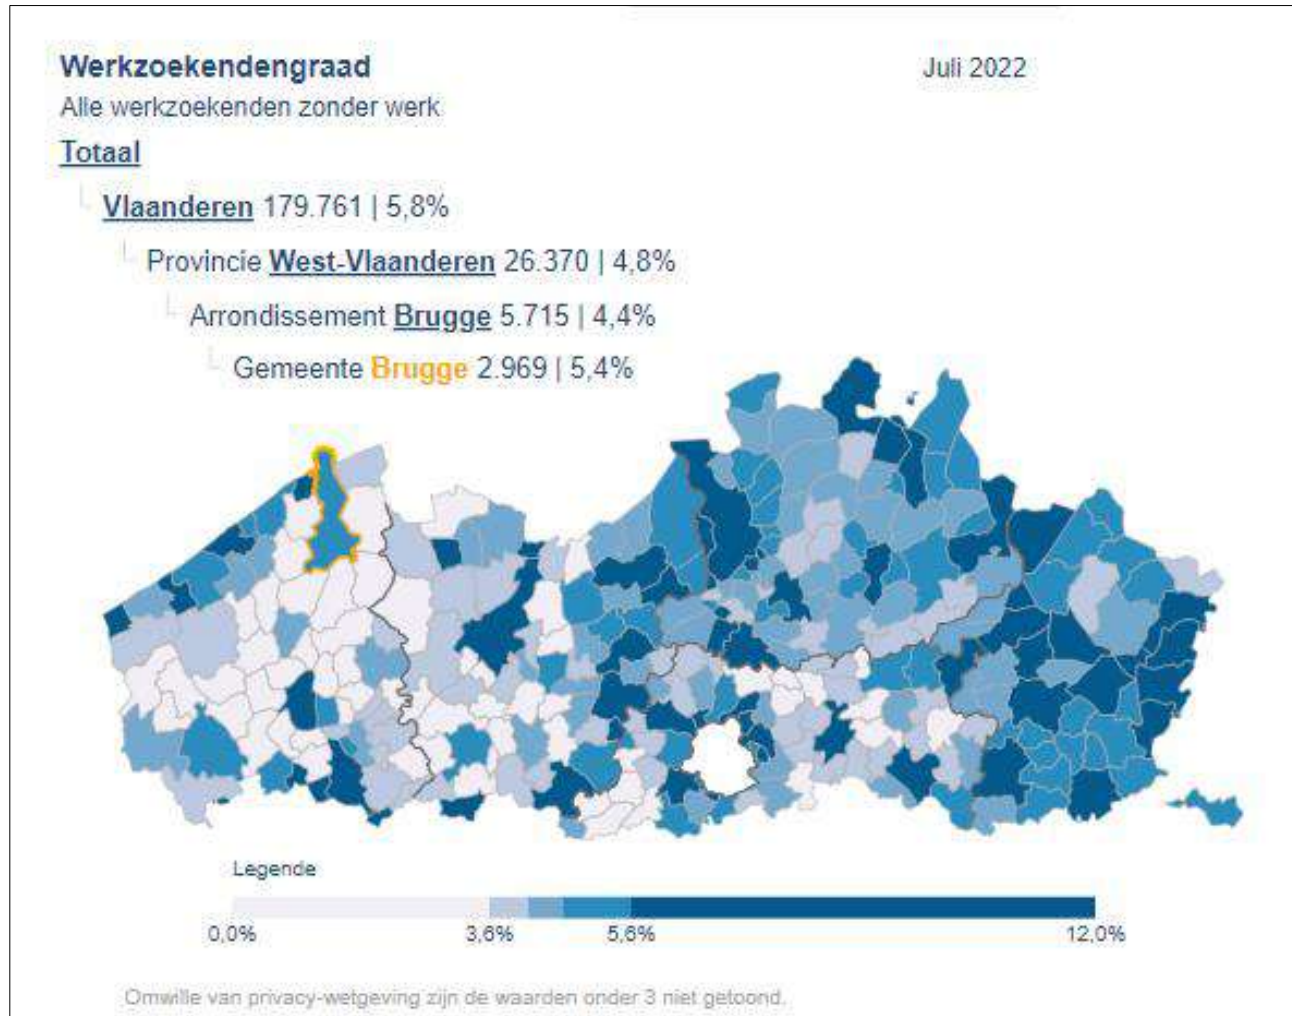 Werkzoekendengraad
Juli 2022
Alle werkzoekenden zonder werk
Totaal
Vlaanderen 179.761 | 5,8%
Provincie West-Vlaanderen 26.370 | 4,8%
Arrondissement Brugge 5.715 | 4,4%
Gemeente Brugge 2.969 | 5,4%
Legende
0,0% 3,6% 5,6% 12,0%
Omwille van privacy-wetgeving zijn de waarden onder 3 niet getoond.